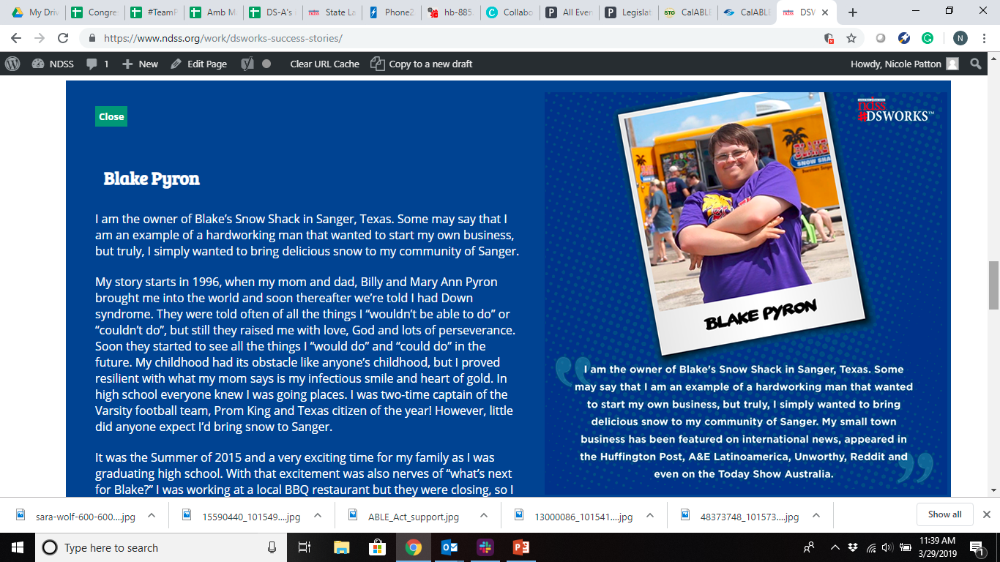 My Driv
Congres
#TeamP
Amb Ma
DS-A's
State La
Phone2
hb-885.
Collabo
All Even
Legislat
CalABLE
CalABLE
DSW
https://www.ndss.org/work/dsworks-success-stories/
N
NDSS
1
New
Edit Page
Clear URL Cache
Copy to a new draft
Howdy, Nicole Patton
Close
Blake Pyron
I am the owner of Blake’s Snow Shack in Sanger, Texas. Some may say that I
am an example of a hardworking man that wanted to start my own business,
but truly, I simply wanted to bring delicious snow to my community of Sanger.
My story starts in 1996, when my mom and dad, Billy and Mary Ann Pyron
brought me into the world and soon thereafter we’re told I had Down
syndrome. They were told often of all the things I “wouldn’t be able to do” or
“couldn’t do”, but still they raised me with love, God and lots of perseverance.
Soon they started to see all the things I “would do” and “could do” in the
future. My childhood had its obstacle like anyone’s childhood, but I proved
resilient with what my mom says is my infectious smile and heart of gold. In
high school everyone knew I was going places. I was two-time captain of the
Varsity football team, Prom King and Texas citizen of the year! However, little
did anyone expect I’d bring snow to Sanger.
It was the Summer of 2015 and a very exciting time for my family as I was
graduating high school. With that excitement was also nerves of “what’s next
for Blake?” I was working at a local BBQ restaurant but they were closing, so I
ndss
#DSWORKS™
BLAKE'S
SNOW SHA
BLAKE PYRON
I am the owner of Blake's Snow Shack in Sanger, Texas. Some
may say that I am an example of a hardworking man that wanted
to start my own business, but truly, I simply wanted to bring
delicious snow to my community of Sanger. My small town
business has been featured on international news, appeared in
the Huffington Post, A&E Latinoamerica, Unworthy, Reddit and
even on the Today Show Australia.
sara-wolf-600-600....jpg
15590440_101549....jpg
ABLE_Act_support.jpg
13000086_101541....jpg
48373748_101573....jpg
Show all
Type here to search
11:39 AM
3/29/2019
1